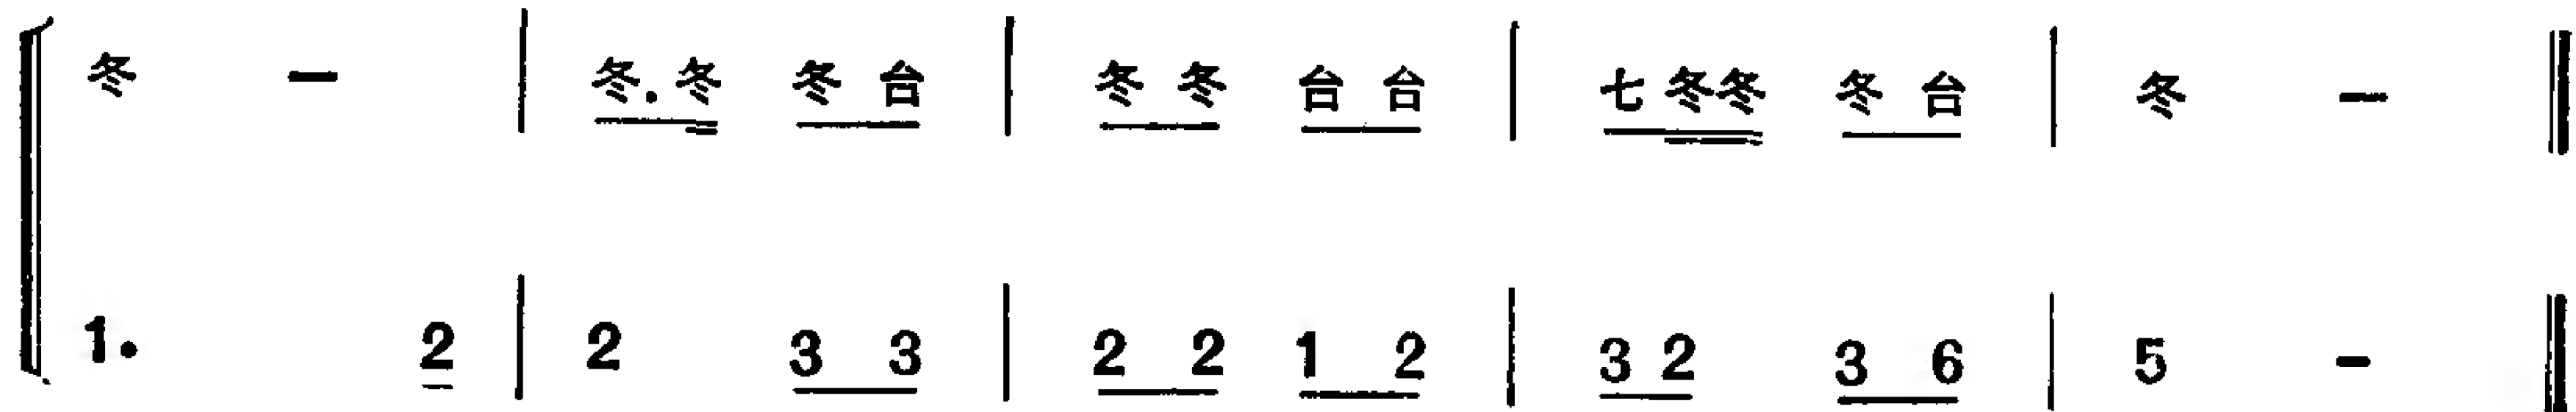 冬 - | 冬.冬 冬 台 | 冬 冬 台 台 | 七 冬冬 冬 台 | 冬 - ‖
1. 2 | 2 3 3 | 2 2 1 2 | 3 2 3 6 | 5 - ‖